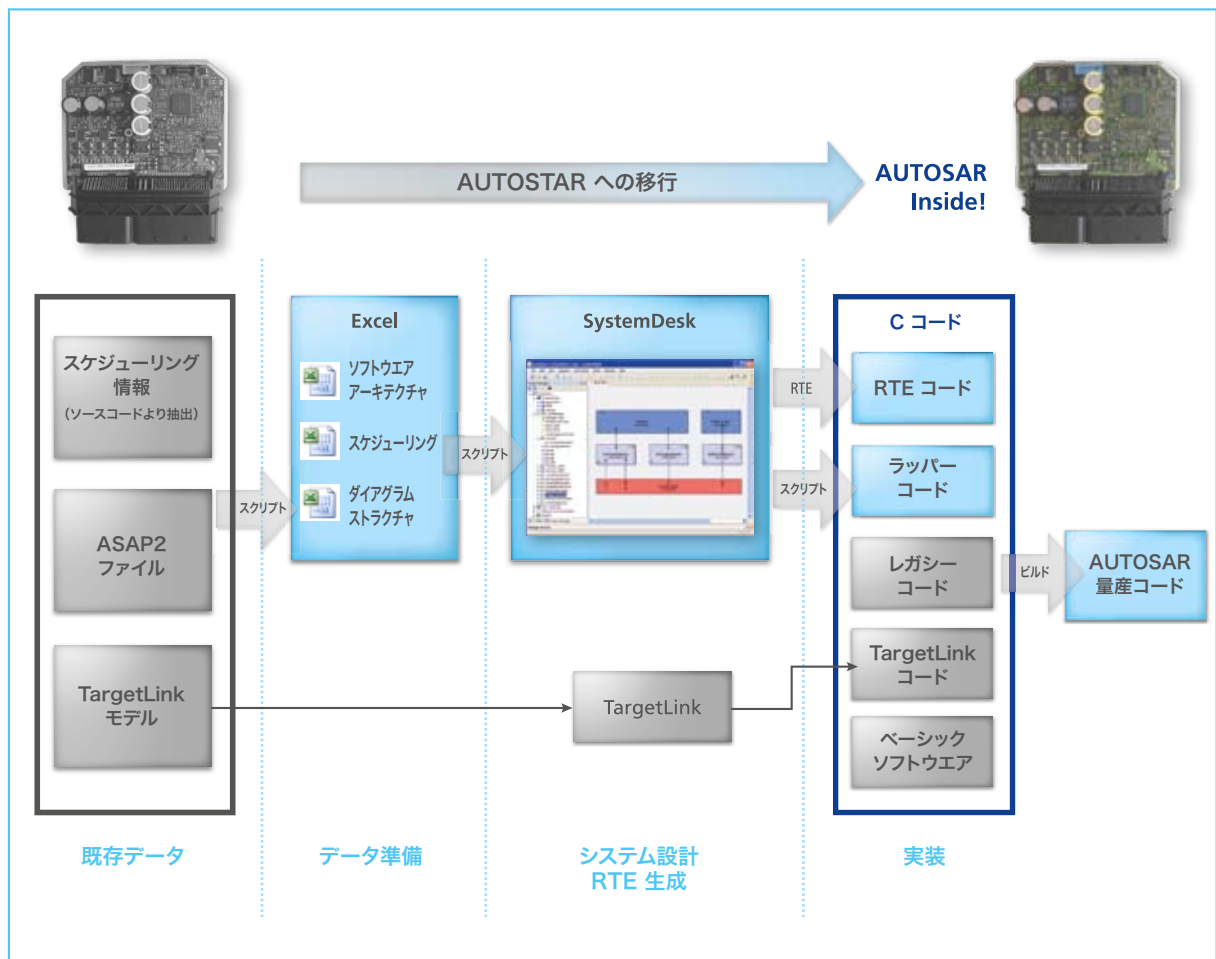 AUTOSTAR への移行
AUTOSAR
Inside!
スケジューリング
情報
(ソースコードより抽出)
ASAP2
ファイル
TargetLink
モデル
スクリプト
Excel
ソフトウエア
アーキテクチャ
スケジューリング
ダイアグラム
ストラクチャ
スクリプト
SystemDesk
RTE
スクリプト
TargetLink
C コード
RTE コード
ラッパー
コード
レガシー
コード
TargetLink
コード
ベーシック
ソフトウエア
ビルド
AUTOSAR
量産コード
既存データ
データ準備
システム設計
RTE 生成
実装